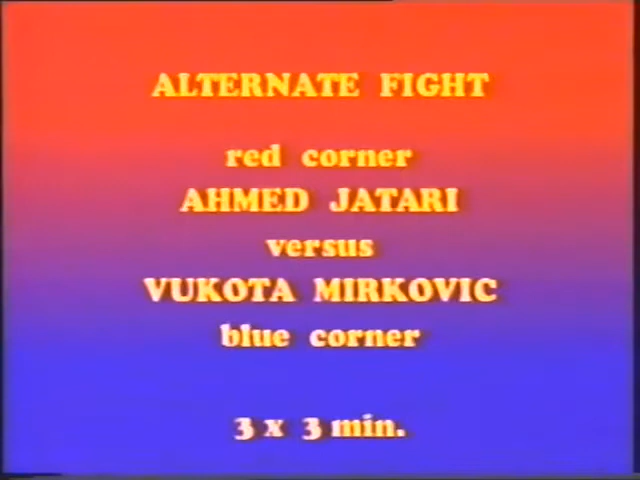 ALTERNATE FIGHT
red corner
AHMED JATARI
versus
VUKOTA MIRKOVIC
blue corner
3 x 3 min.